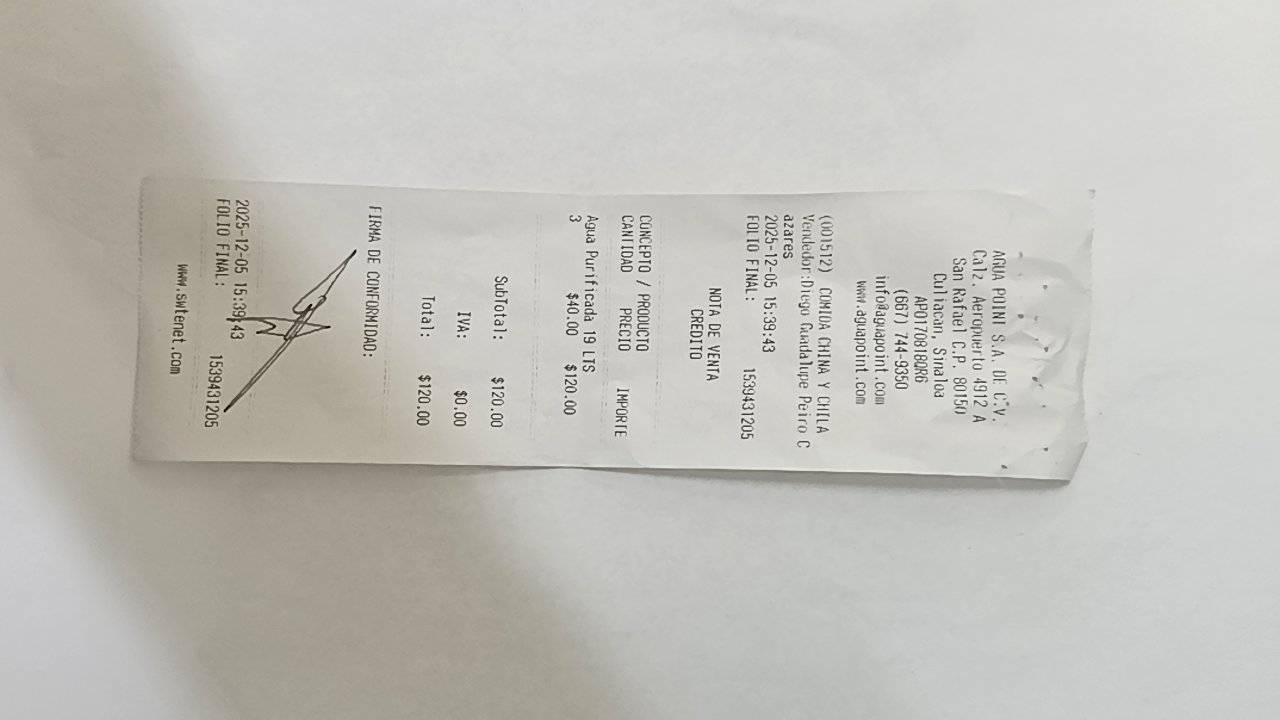 AGUA POINT S.A. DE C.V.
Calz. Aeropuerto 4912 A
San Rafael C.P. 80150
Culiacan, Sinaloa
APO170818QR6
(667) 744-9350
info@aguapoint.com
www.aguapoint.com
(001512) COMIDA CHINA Y CHILA
Vendedor:Diego Guadalupe Peiro C
azares
2025-12-05 15:39:43
FOLIO FINAL: 1539431205
NOTA DE VENTA
CREDITO
CONCEPTO / PRODUCTO
CANTIDAD PRECIO IMPORTE
Agua Purificada 19 LTS
3 $40.00 $120.00
SubTotal: $120.00
IVA: $0.00
Total: $120.00
FIRMA DE CONFORMIDAD:
2025-12-05 15:39:43
FOLIO FINAL: 1539431205
www.swtenet.com